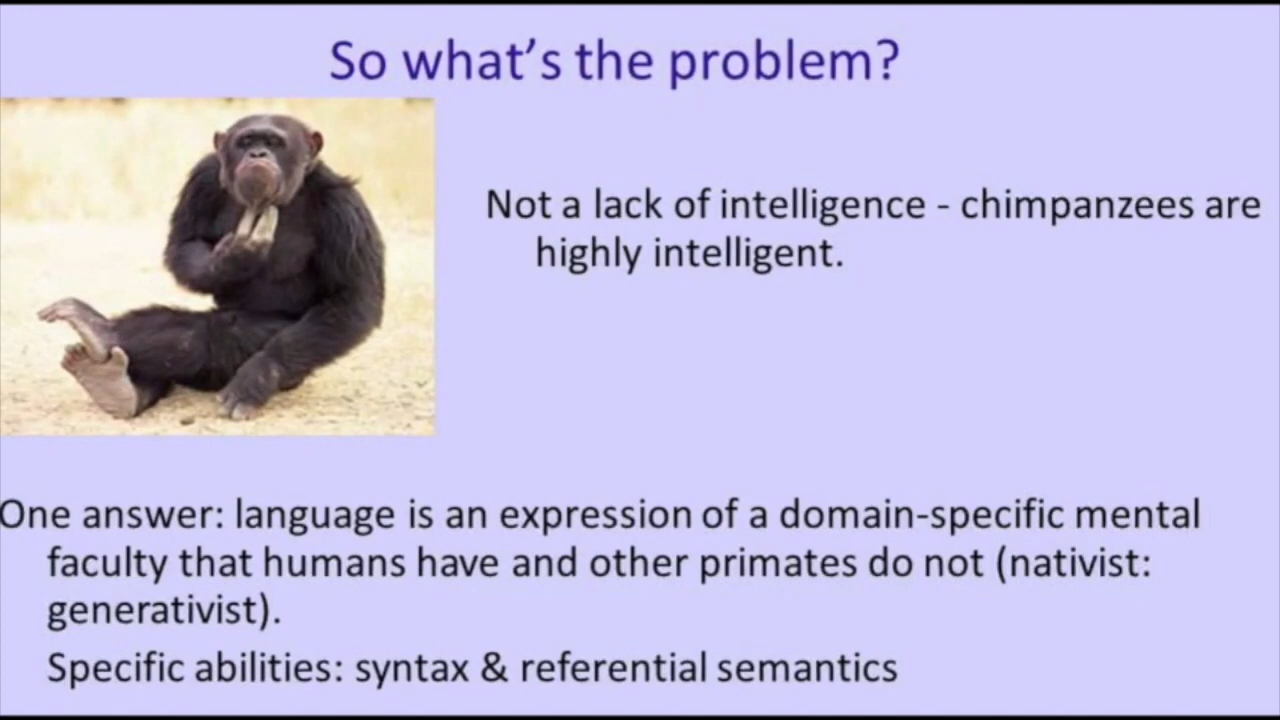 So what’s the problem?
Not a lack of intelligence - chimpanzees are
highly intelligent.
One answer: language is an expression of a domain-specific mental
faculty that humans have and other primates do not (nativist:
generativist).
Specific abilities: syntax & referential semantics